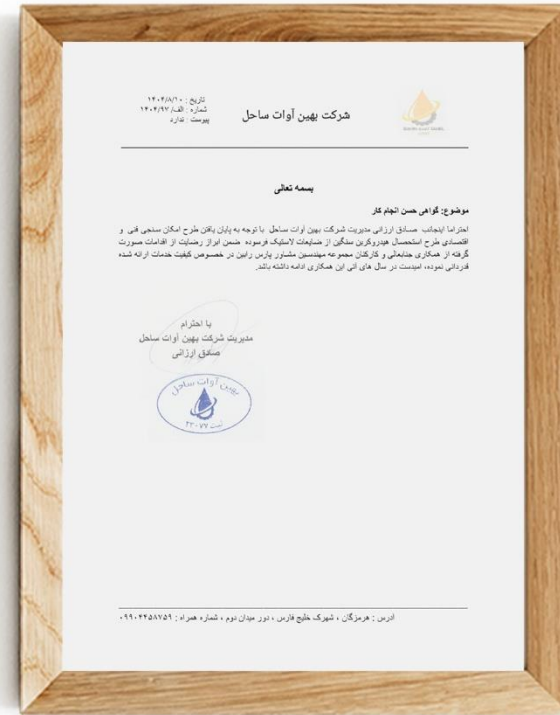 تاریخ : ۱۴۰۴/۸/۱۰
شماره : الف/ ۱۴۰۴/۹۷
پیوست : ندارد
شرکت بهین آوات ساحل
بسمه تعالی
موضوع: گواهی حسن انجام کار
احتراما اینجانب صادق ارزانی مدیریت شرکت بهین آوات ساحل با توجه به پایان یافتن طرح امکان سنجی فنی و
اقتصادی طرح استحصال هیدروکربن سنگین از ضایعات لاستیک فرسوده ضمن ابراز رضایت از اقدامات صورت
گرفته از همکاری جنابعالی و کارکنان مجموعه مهندسین مشاور پارس رابین در خصوص کیفیت خدمات ارائه شده
قدردانی نموده، امیدست در سال های آتی این همکاری ادامه داشته باشد.
با احترام
مدیریت شرکت بهین آوات ساحل
صادق ارزانی
بهین آوات ساحل
ثبت ۲۲۰۷۷
آدرس : هرمزگان ، شهرک خلیج فارس ، دور میدان دوم ، شماره همراه : ۰۹۹۰۴۴۵۸۷۵۹